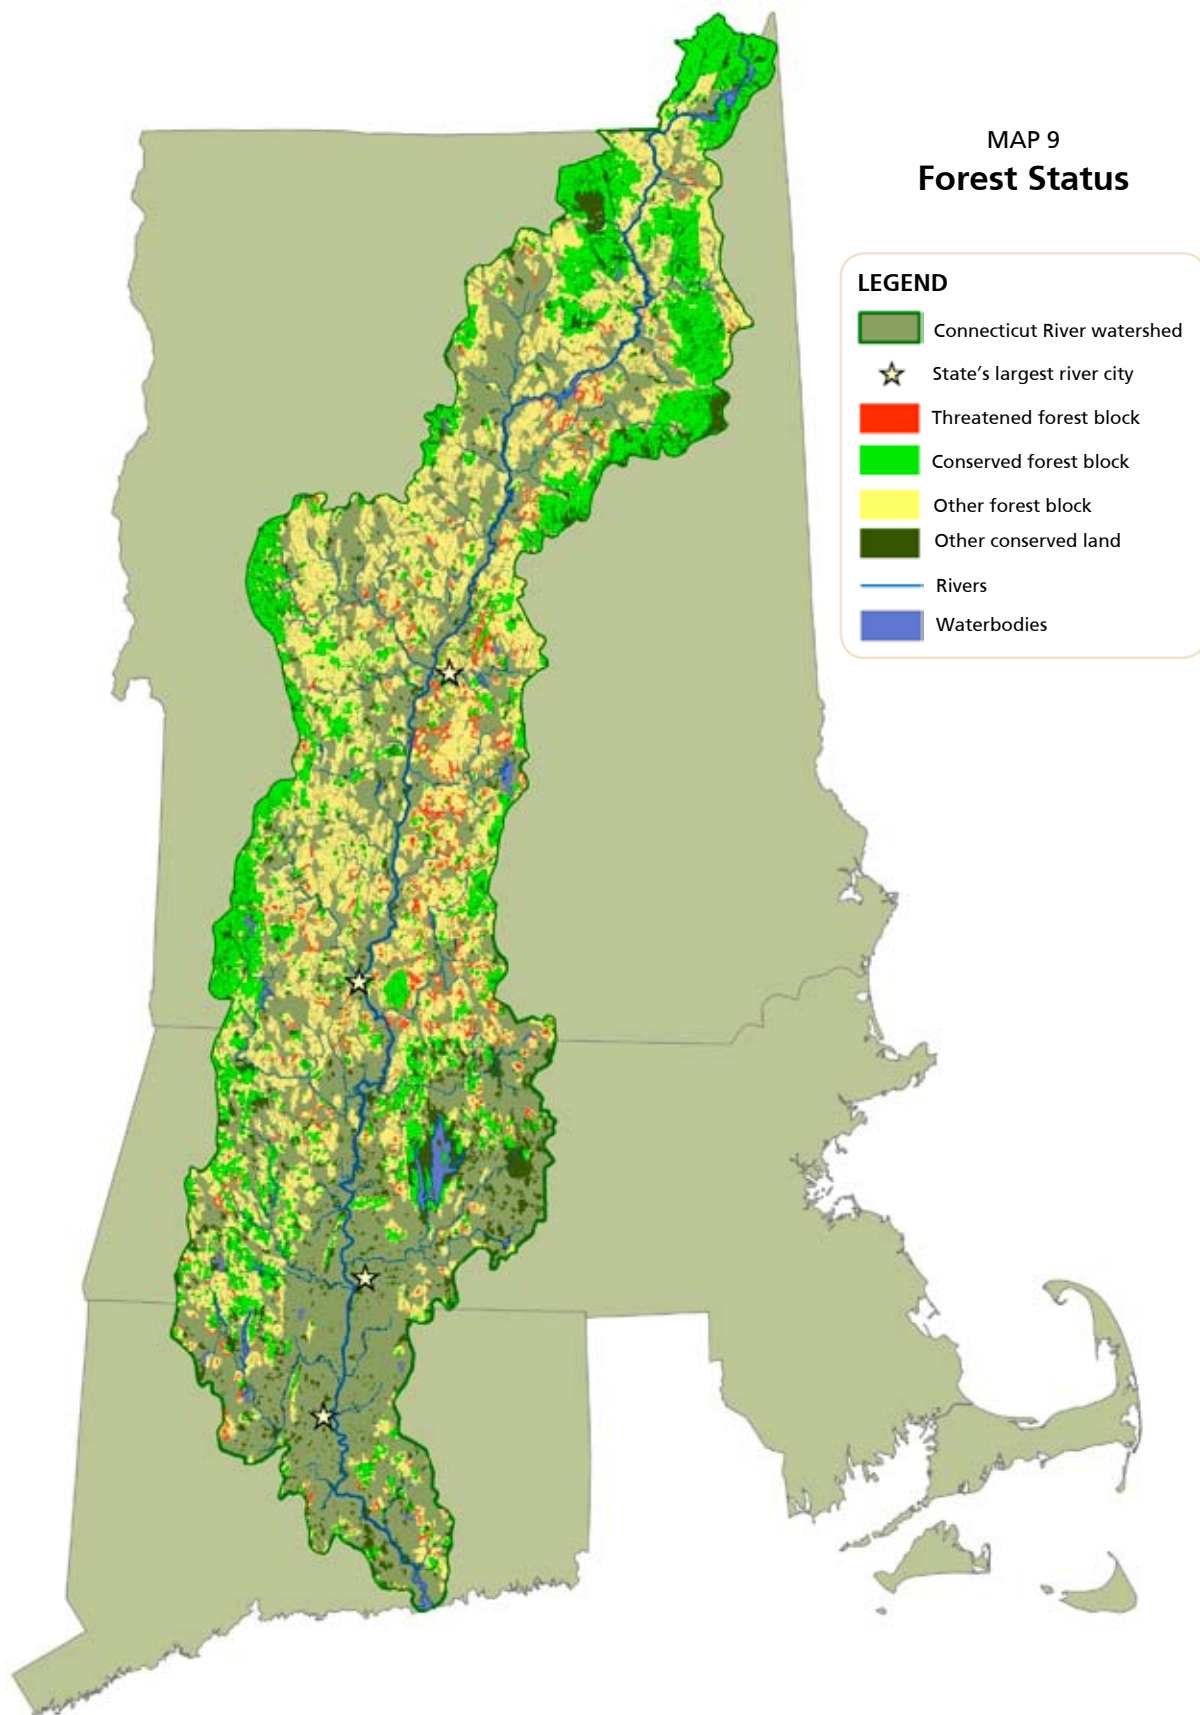 MAP 9
Forest Status
LEGEND
Connecticut River watershed
State's largest river city
Threatened forest block
Conserved forest block
Other forest block
Other conserved land
Rivers
Waterbodies